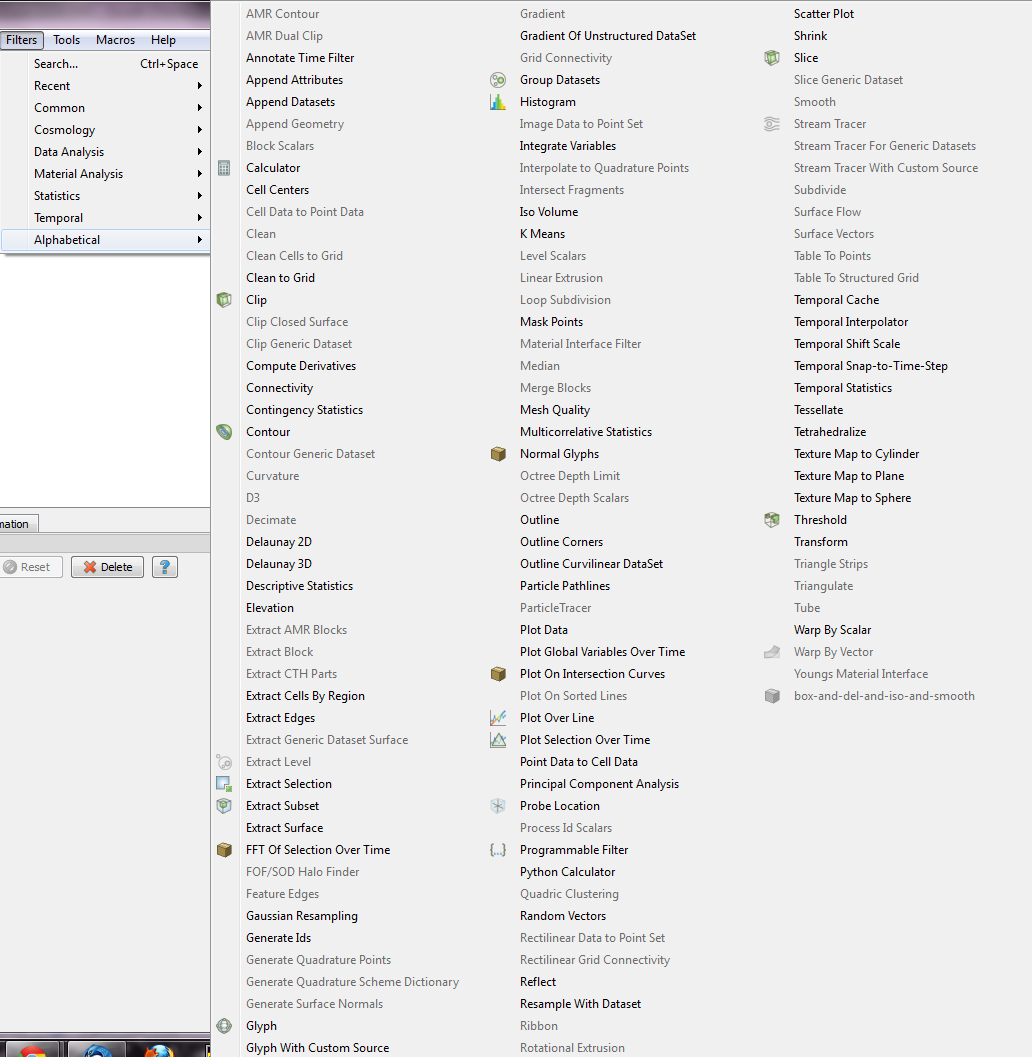 Filters Tools Macros Help
Search... Ctrl+Space
Recent
Common
Cosmology
Data Analysis
Material Analysis
Statistics
Temporal
Alphabetical
mation
Reset Delete ?
AMR Contour
AMR Dual Clip
Annotate Time Filter
Append Attributes
Append Datasets
Append Geometry
Block Scalars
Calculator
Cell Centers
Cell Data to Point Data
Clean
Clean Cells to Grid
Clean to Grid
Clip
Clip Closed Surface
Clip Generic Dataset
Compute Derivatives
Connectivity
Contingency Statistics
Contour
Contour Generic Dataset
Curvature
D3
Decimate
Delaunay 2D
Delaunay 3D
Descriptive Statistics
Elevation
Extract AMR Blocks
Extract Block
Extract CTH Parts
Extract Cells By Region
Extract Edges
Extract Generic Dataset Surface
Extract Level
Extract Selection
Extract Subset
Extract Surface
FFT Of Selection Over Time
FOF/SOD Halo Finder
Feature Edges
Gaussian Resampling
Generate Ids
Generate Quadrature Points
Generate Quadrature Scheme Dictionary
Generate Surface Normals
Glyph
Glyph With Custom Source
Gradient
Gradient Of Unstructured DataSet
Grid Connectivity
Group Datasets
Histogram
Image Data to Point Set
Integrate Variables
Interpolate to Quadrature Points
Intersect Fragments
Iso Volume
K Means
Level Scalars
Linear Extrusion
Loop Subdivision
Mask Points
Material Interface Filter
Median
Merge Blocks
Mesh Quality
Multicorrelative Statistics
Normal Glyphs
Octree Depth Limit
Octree Depth Scalars
Outline
Outline Corners
Outline Curvilinear DataSet
Particle Pathlines
ParticleTracer
Plot Data
Plot Global Variables Over Time
Plot On Intersection Curves
Plot On Sorted Lines
Plot Over Line
Plot Selection Over Time
Point Data to Cell Data
Principal Component Analysis
Probe Location
Process Id Scalars
{...} Programmable Filter
Python Calculator
Quadric Clustering
Random Vectors
Rectilinear Data to Point Set
Rectilinear Grid Connectivity
Reflect
Resample With Dataset
Ribbon
Rotational Extrusion
Scatter Plot
Shrink
Slice
Slice Generic Dataset
Smooth
Stream Tracer
Stream Tracer For Generic Datasets
Stream Tracer With Custom Source
Subdivide
Surface Flow
Surface Vectors
Table To Points
Table To Structured Grid
Temporal Cache
Temporal Interpolator
Temporal Shift Scale
Temporal Snap-to-Time-Step
Temporal Statistics
Tessellate
Tetrahedralize
Texture Map to Cylinder
Texture Map to Plane
Texture Map to Sphere
Threshold
Transform
Triangle Strips
Triangulate
Tube
Warp By Scalar
Warp By Vector
Youngs Material Interface
box-and-del-and-iso-and-smooth